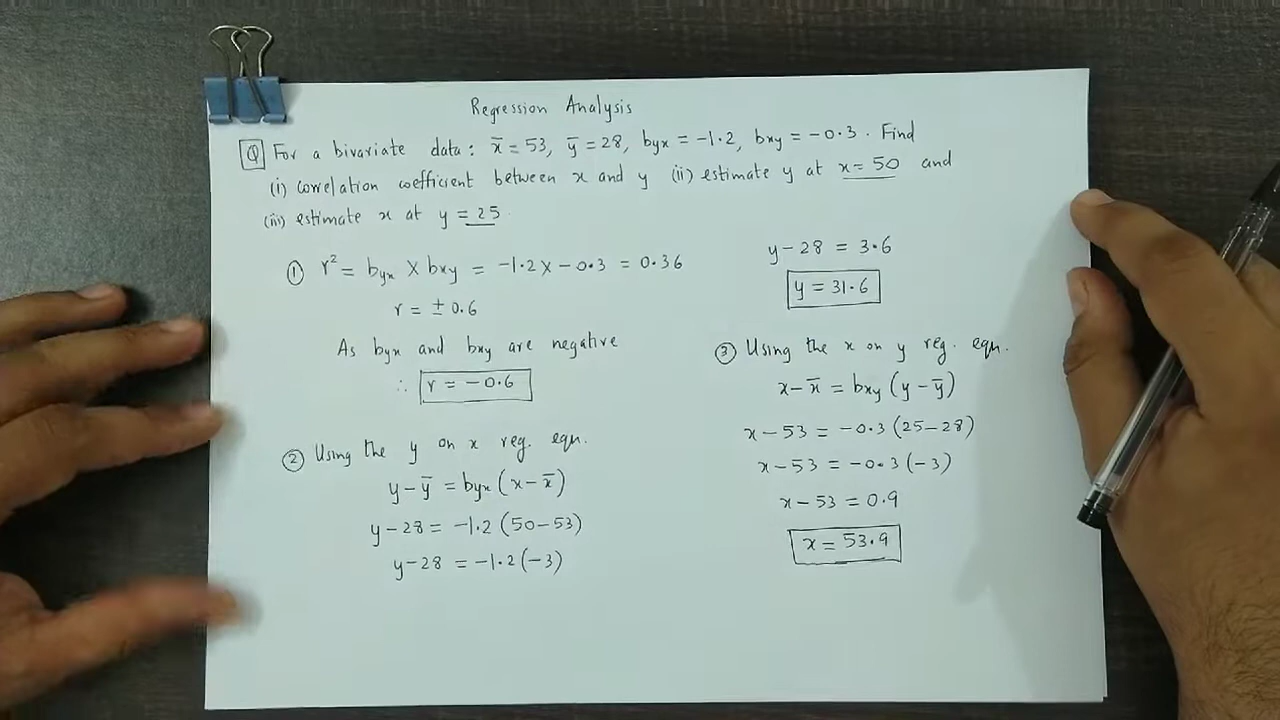 Regression Analysis
Q For a bivariate data: x̄ = 53, ȳ = 28, byx = -1.2, bxy = -0.3. Find
(i) correlation coefficient between x and y (ii) estimate y at x = 50 and
(iii) estimate x at y = 25.
① r² = byx × bxy = -1.2 × -0.3 = 0.36
r = ± 0.6
As byx and bxy are negative
∴ r = -0.6
② Using the y on x reg. eqn.
y - ȳ = byx (x - x̄)
y - 28 = -1.2 (50 - 53)
y - 28 = -1.2 (-3)
y - 28 = 3.6
y = 31.6
③ Using the x on y reg. eqn.
x - x̄ = bxy (y - ȳ)
x - 53 = -0.3 (25 - 28)
x - 53 = -0.3 (-3)
x - 53 = 0.9
x = 53.9